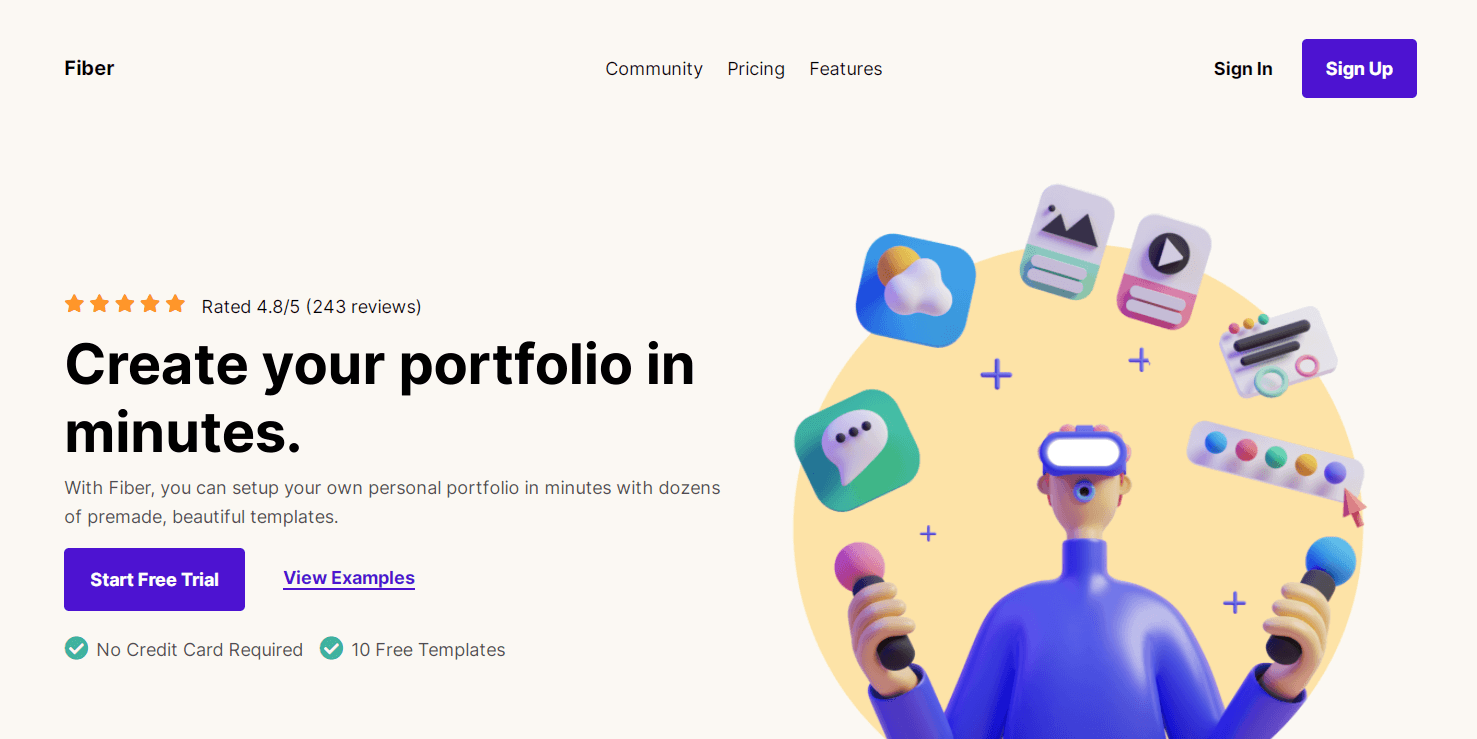 Fiber
Community Pricing Features
Sign In
Sign Up
Rated 4.8/5 (243 reviews)
Create your portfolio in
minutes.
With Fiber, you can setup your own personal portfolio in minutes with dozens
of premade, beautiful templates.
Start Free Trial
View Examples
No Credit Card Required
10 Free Templates